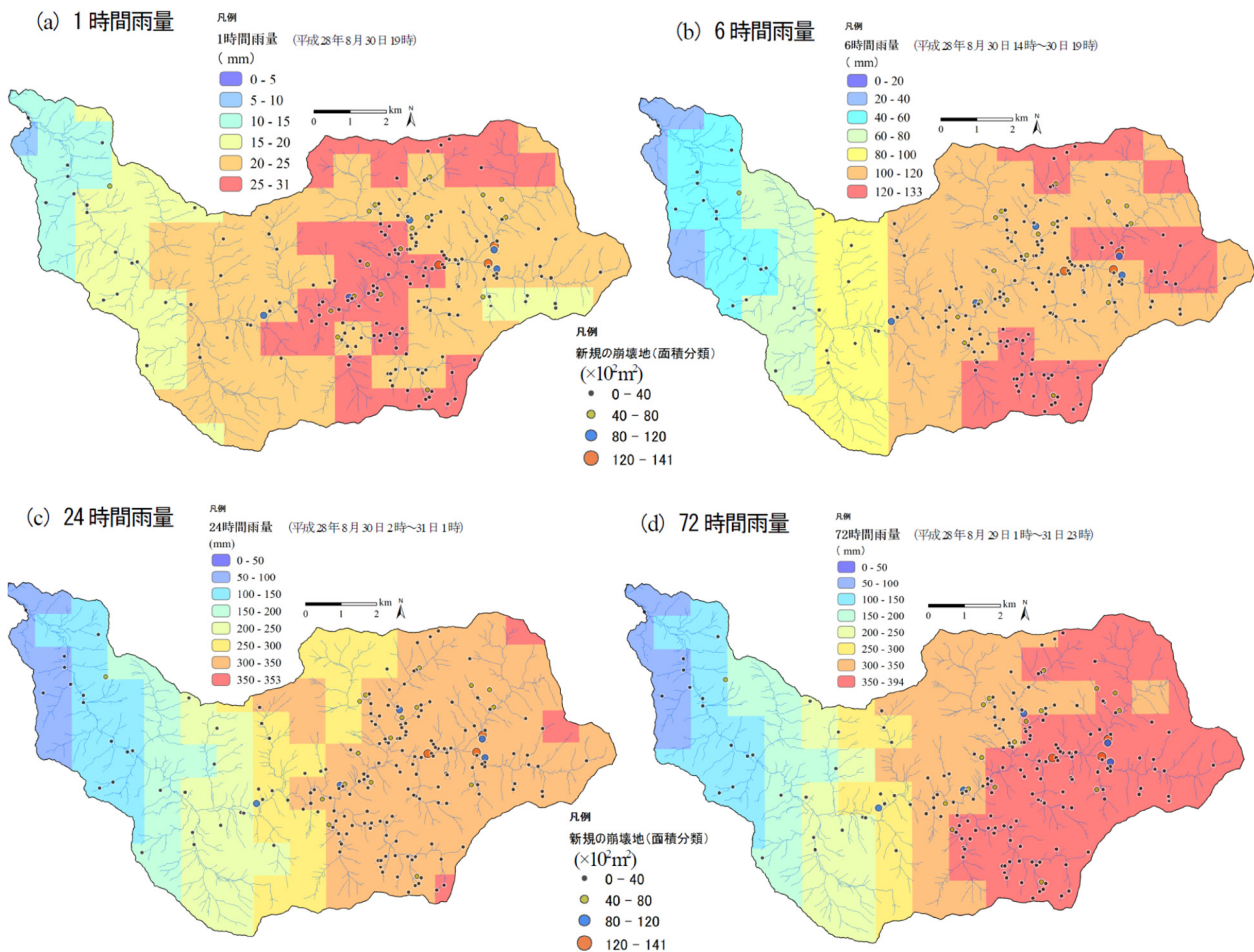 (a) 1時間雨量
凡例
1時間雨量 (平成28年8月30日19時)
(mm)
0 - 5
5 - 10
10 - 15
15 - 20
20 - 25
25 - 31
km
0 1 2
N
(b) 6時間雨量
凡例
6時間雨量 (平成28年8月30日14時～30日19時)
(mm)
0 - 20
20 - 40
40 - 60
60 - 80
80 - 100
100 - 120
120 - 133
km
0 1 2
N
凡例
新規の崩壊地(面積分類)
(×10²m²)
0 - 40
40 - 80
80 - 120
120 - 141
(c) 24時間雨量
凡例
24時間雨量 (平成28年8月30日2時～31日1時)
(mm)
0 - 50
50 - 100
100 - 150
150 - 200
200 - 250
250 - 300
300 - 350
350 - 353
km
0 1 2
N
(d) 72時間雨量
凡例
72時間雨量 (平成28年8月29日1時～31日23時)
(mm)
0 - 50
50 - 100
100 - 150
150 - 200
200 - 250
250 - 300
300 - 350
350 - 394
km
0 1 2
N
凡例
新規の崩壊地(面積分類)
(×10²m²)
0 - 40
40 - 80
80 - 120
120 - 141